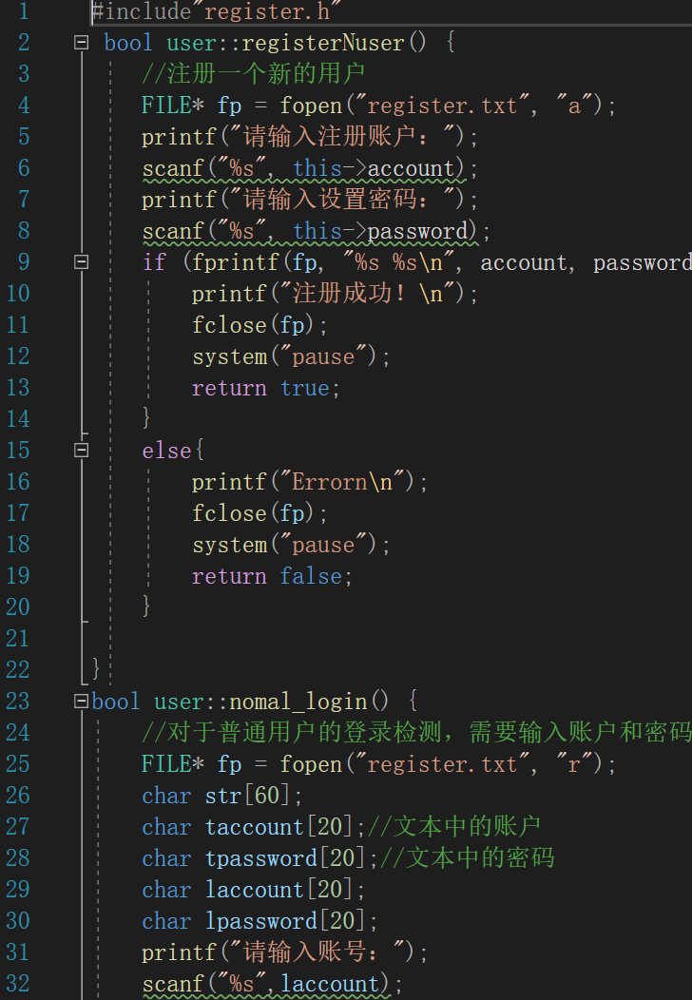 1 #include"register.h"
2 bool user::registerNuser() {
3 //注册一个新的用户
4 FILE* fp = fopen("register.txt", "a");
5 printf("请输入注册账户：");
6 scanf("%s", this->account);
7 printf("请输入设置密码：");
8 scanf("%s", this->password);
9 if (fprintf(fp, "%s %s\n", account, password
10 printf("注册成功！\n");
11 fclose(fp);
12 system("pause");
13 return true;
14 }
15 else{
16 printf("Errorn\n");
17 fclose(fp);
18 system("pause");
19 return false;
20 }
21
22 }
23 bool user::nomal_login() {
24 //对于普通用户的登录检测，需要输入账户和密码
25 FILE* fp = fopen("register.txt", "r");
26 char str[60];
27 char taccount[20];//文本中的账户
28 char tpassword[20];//文本中的密码
29 char laccount[20];
30 char lpassword[20];
31 printf("请输入账号：");
32 scanf("%s",laccount);